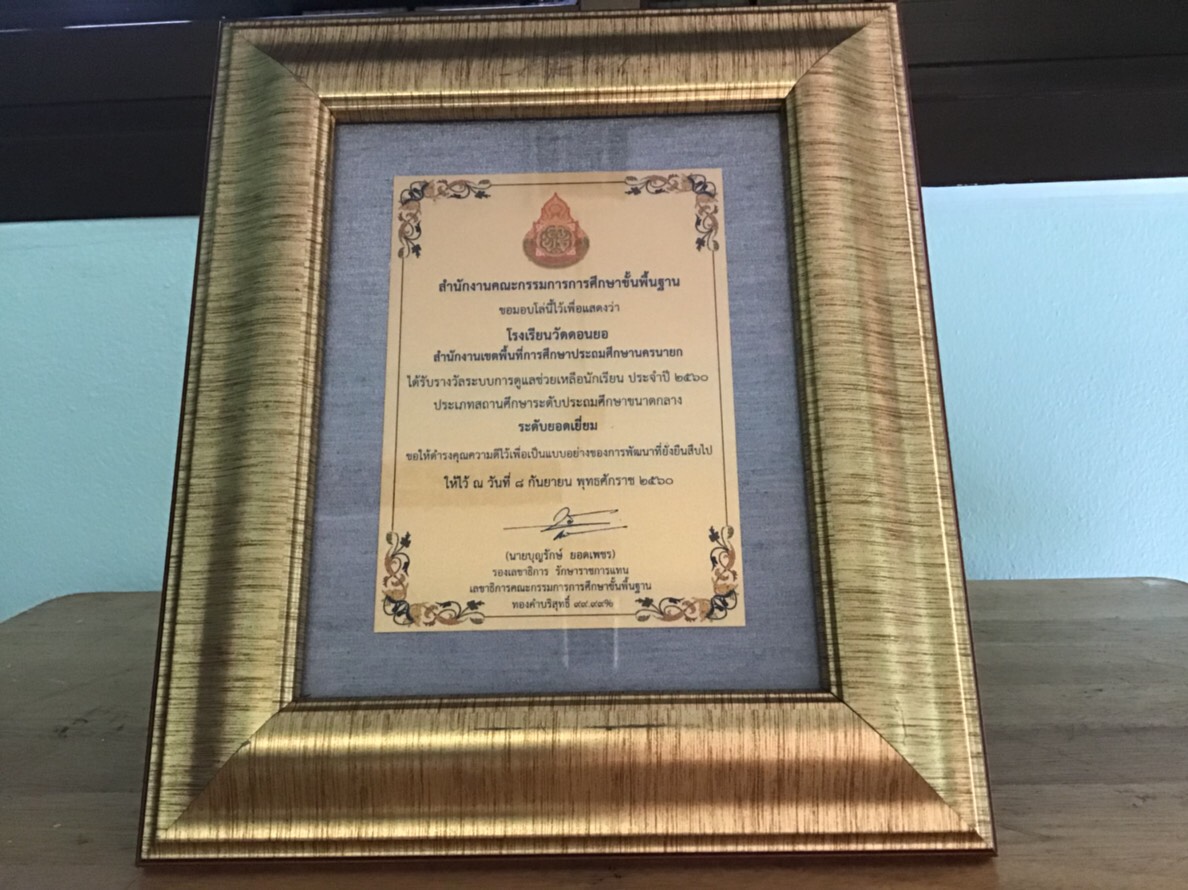 สำนักงานคณะกรรมการการศึกษาขั้นพื้นฐาน
ขอมอบโล่นี้ไว้เพื่อแสดงว่า
โรงเรียนวัดดอนยอ
สำนักงานเขตพื้นที่การศึกษาประถมศึกษานครนายก
ได้รับรางวัลระบบการดูแลช่วยเหลือนักเรียน ประจำปี ๒๕๖๐
ประเภทสถานศึกษาระดับประถมศึกษาขนาดกลาง
ระดับยอดเยี่ยม
ขอให้ดำรงคุณความดีไว้เพื่อเป็นแบบอย่างของการพัฒนาที่ยั่งยืนสืบไป
ให้ไว้ ณ วันที่ ๘ กันยายน พุทธศักราช ๒๕๖๐
(นายบุญรักษ์ ยอดเพชร)
รองเลขาธิการ รักษาราชการแทน
เลขาธิการคณะกรรมการการศึกษาขั้นพื้นฐาน
ทองคำบริสุทธิ์ ๙๙.๙๙%